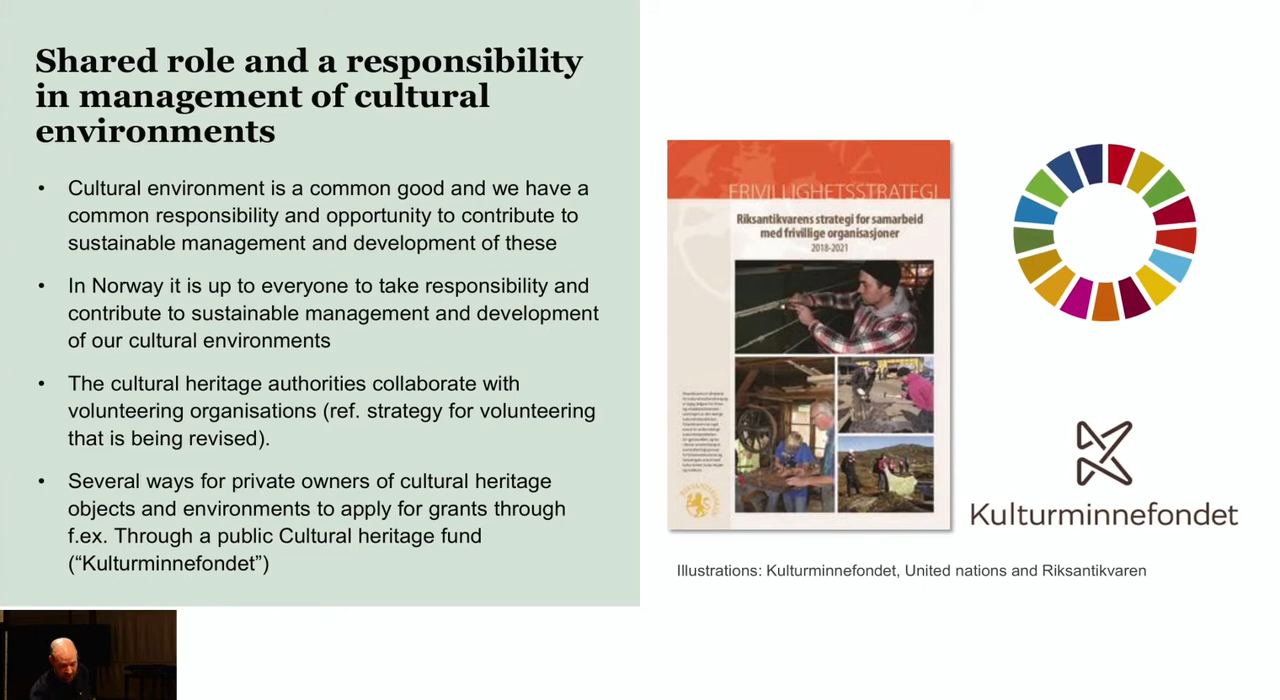 Shared role and a responsibility
in management of cultural
environments
• Cultural environment is a common good and we have a
common responsibility and opportunity to contribute to
sustainable management and development of these
• In Norway it is up to everyone to take responsibility and
contribute to sustainable management and development
of our cultural environments
• The cultural heritage authorities collaborate with
volunteering organisations (ref. strategy for volunteering
that is being revised).
• Several ways for private owners of cultural heritage
objects and environments to apply for grants through
f.ex. Through a public Cultural heritage fund
(“Kulturminnefondet”)
FRIVILLIGHETSSTRATEGI
Riksantikvarens strategi for samarbeid
med frivillige organisasjoner
2018-2021
Kulturminnefondet
Illustrations: Kulturminnefondet, United nations and Riksantikvaren